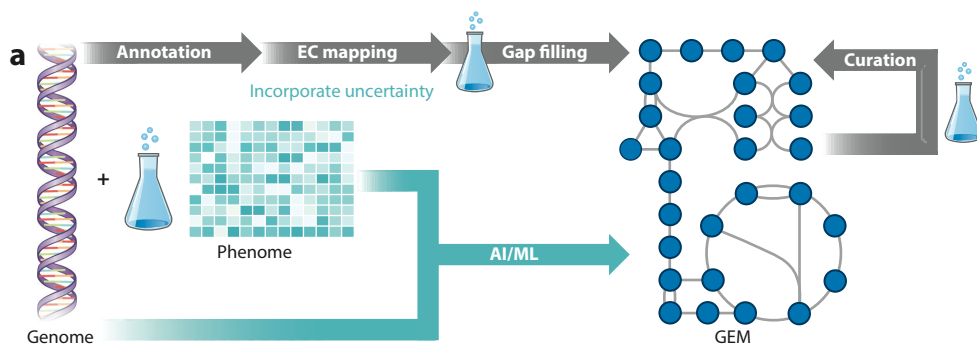 a
Annotation
EC mapping
Gap filling
Curation
Incorporate uncertainty
+
Phenome
AI/ML
Genome
GEM